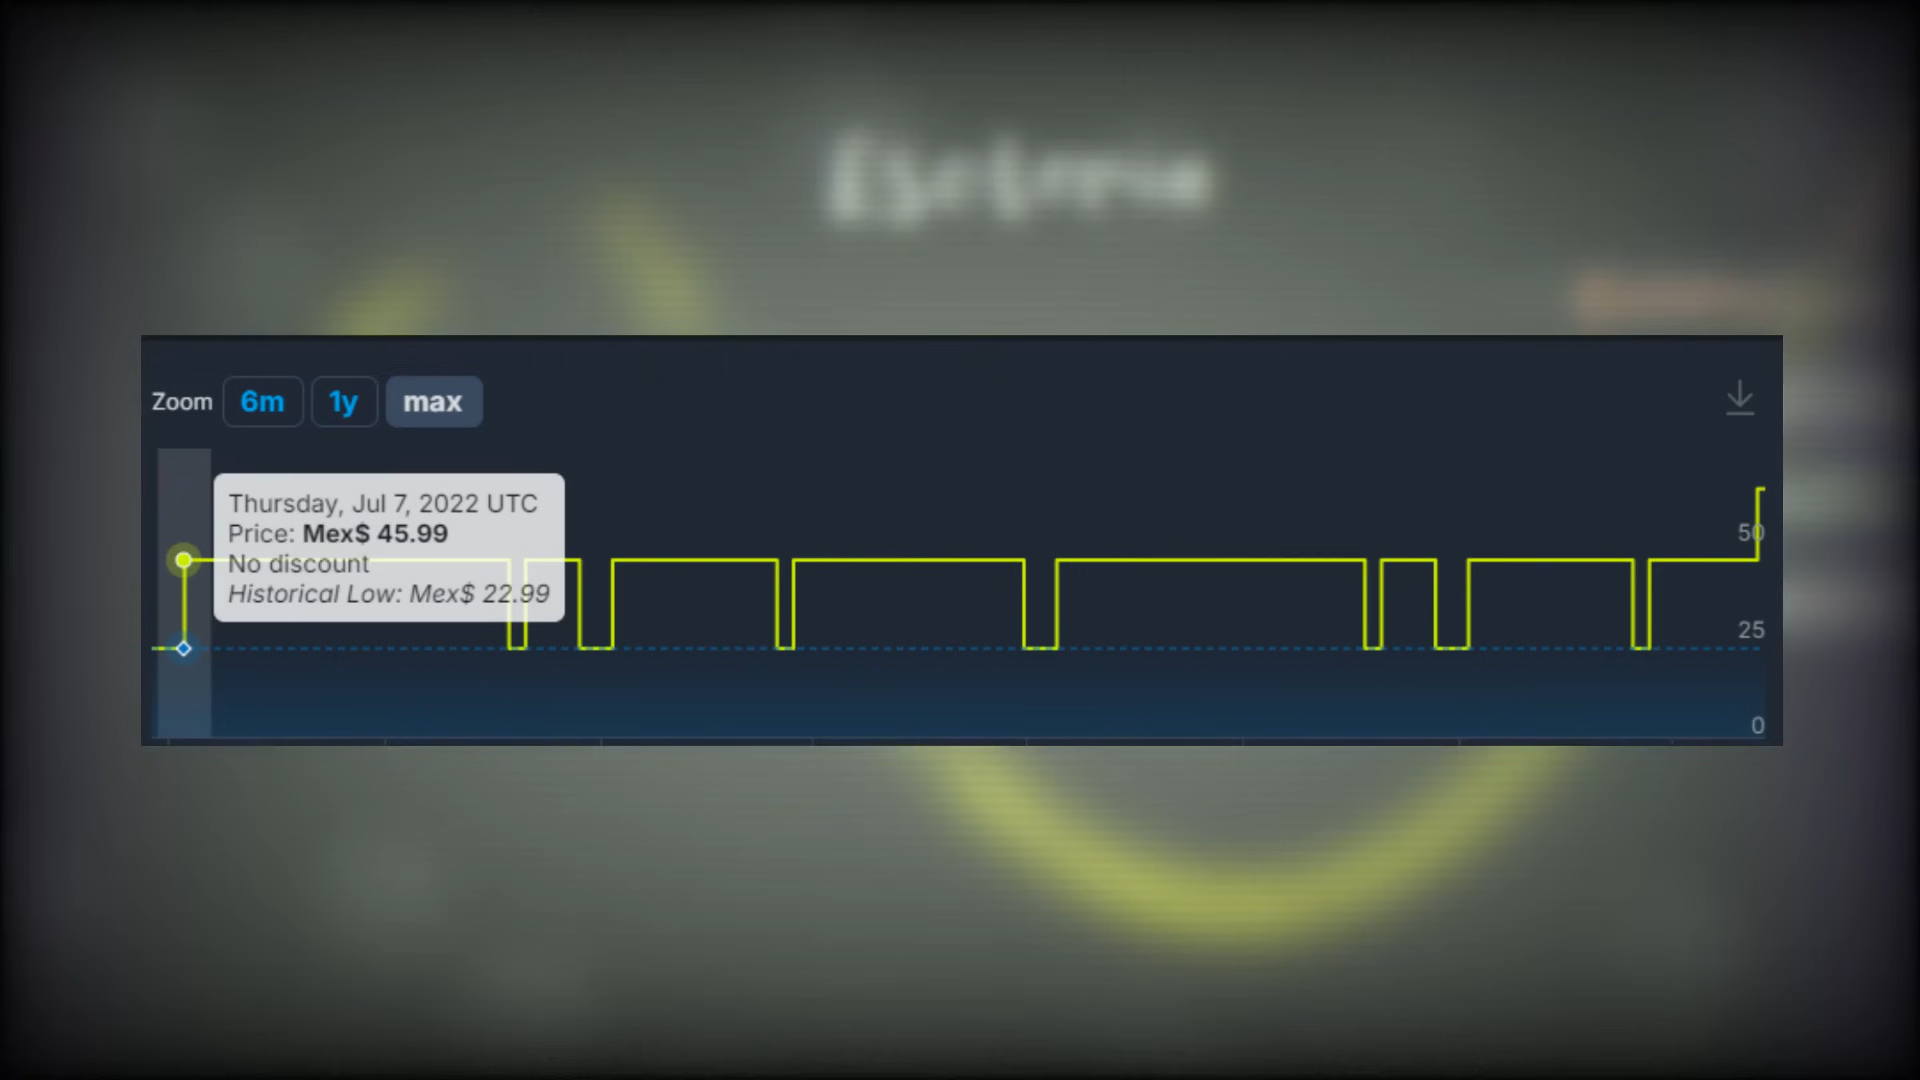 Zoom 6m 1y max
Thursday, Jul 7, 2022 UTC
Price: Mex$ 45.99
No discount
Historical Low: Mex$ 22.99
50
25
0